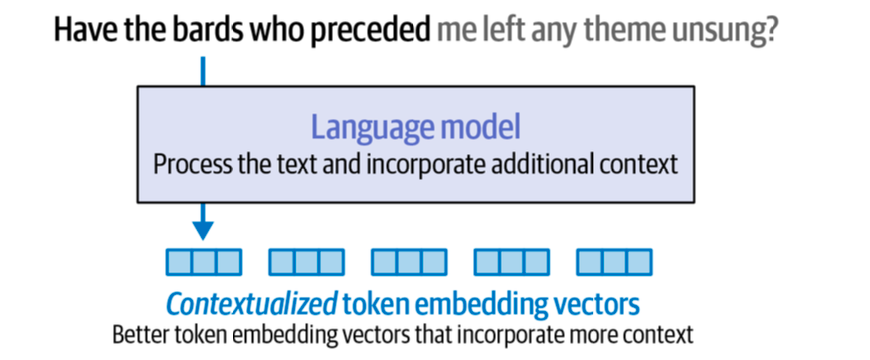 Have the bards who preceded me left any theme unsung?
Language model
Process the text and incorporate additional context
Contextualized token embedding vectors
Better token embedding vectors that incorporate more context